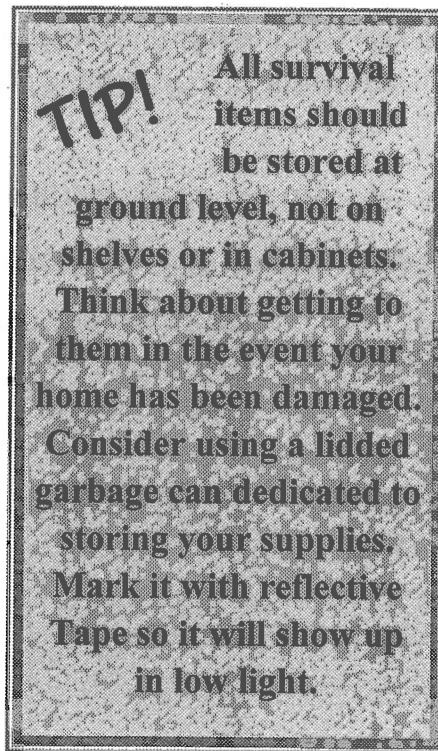 TIP!
All survival
items should
be stored at
ground level, not on
shelves or in cabinets.
Think about getting to
them in the event your
home has been damaged.
Consider using a lidded
garbage can dedicated to
storing your supplies.
Mark it with reflective
Tape so it will show up
in low light.